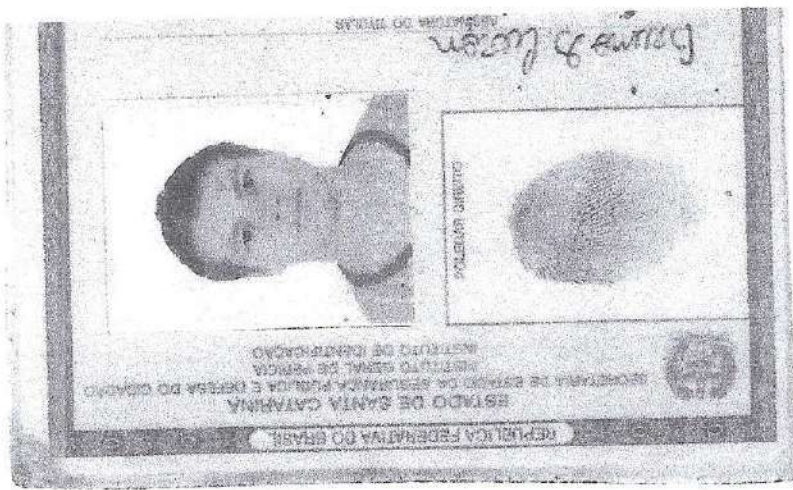 REPÚBLICA FEDERATIVA DO BRASIL
ESTADO DE SANTA CATARINA
SECRETARIA DE ESTADO DA SEGURANÇA PÚBLICA E DEFESA DO CIDADÃO
INSTITUTO GERAL DE PERÍCIA
INSTITUTO DE IDENTIFICAÇÃO
POLEGAR DIREITO
ASSINATURA DO TITULAR